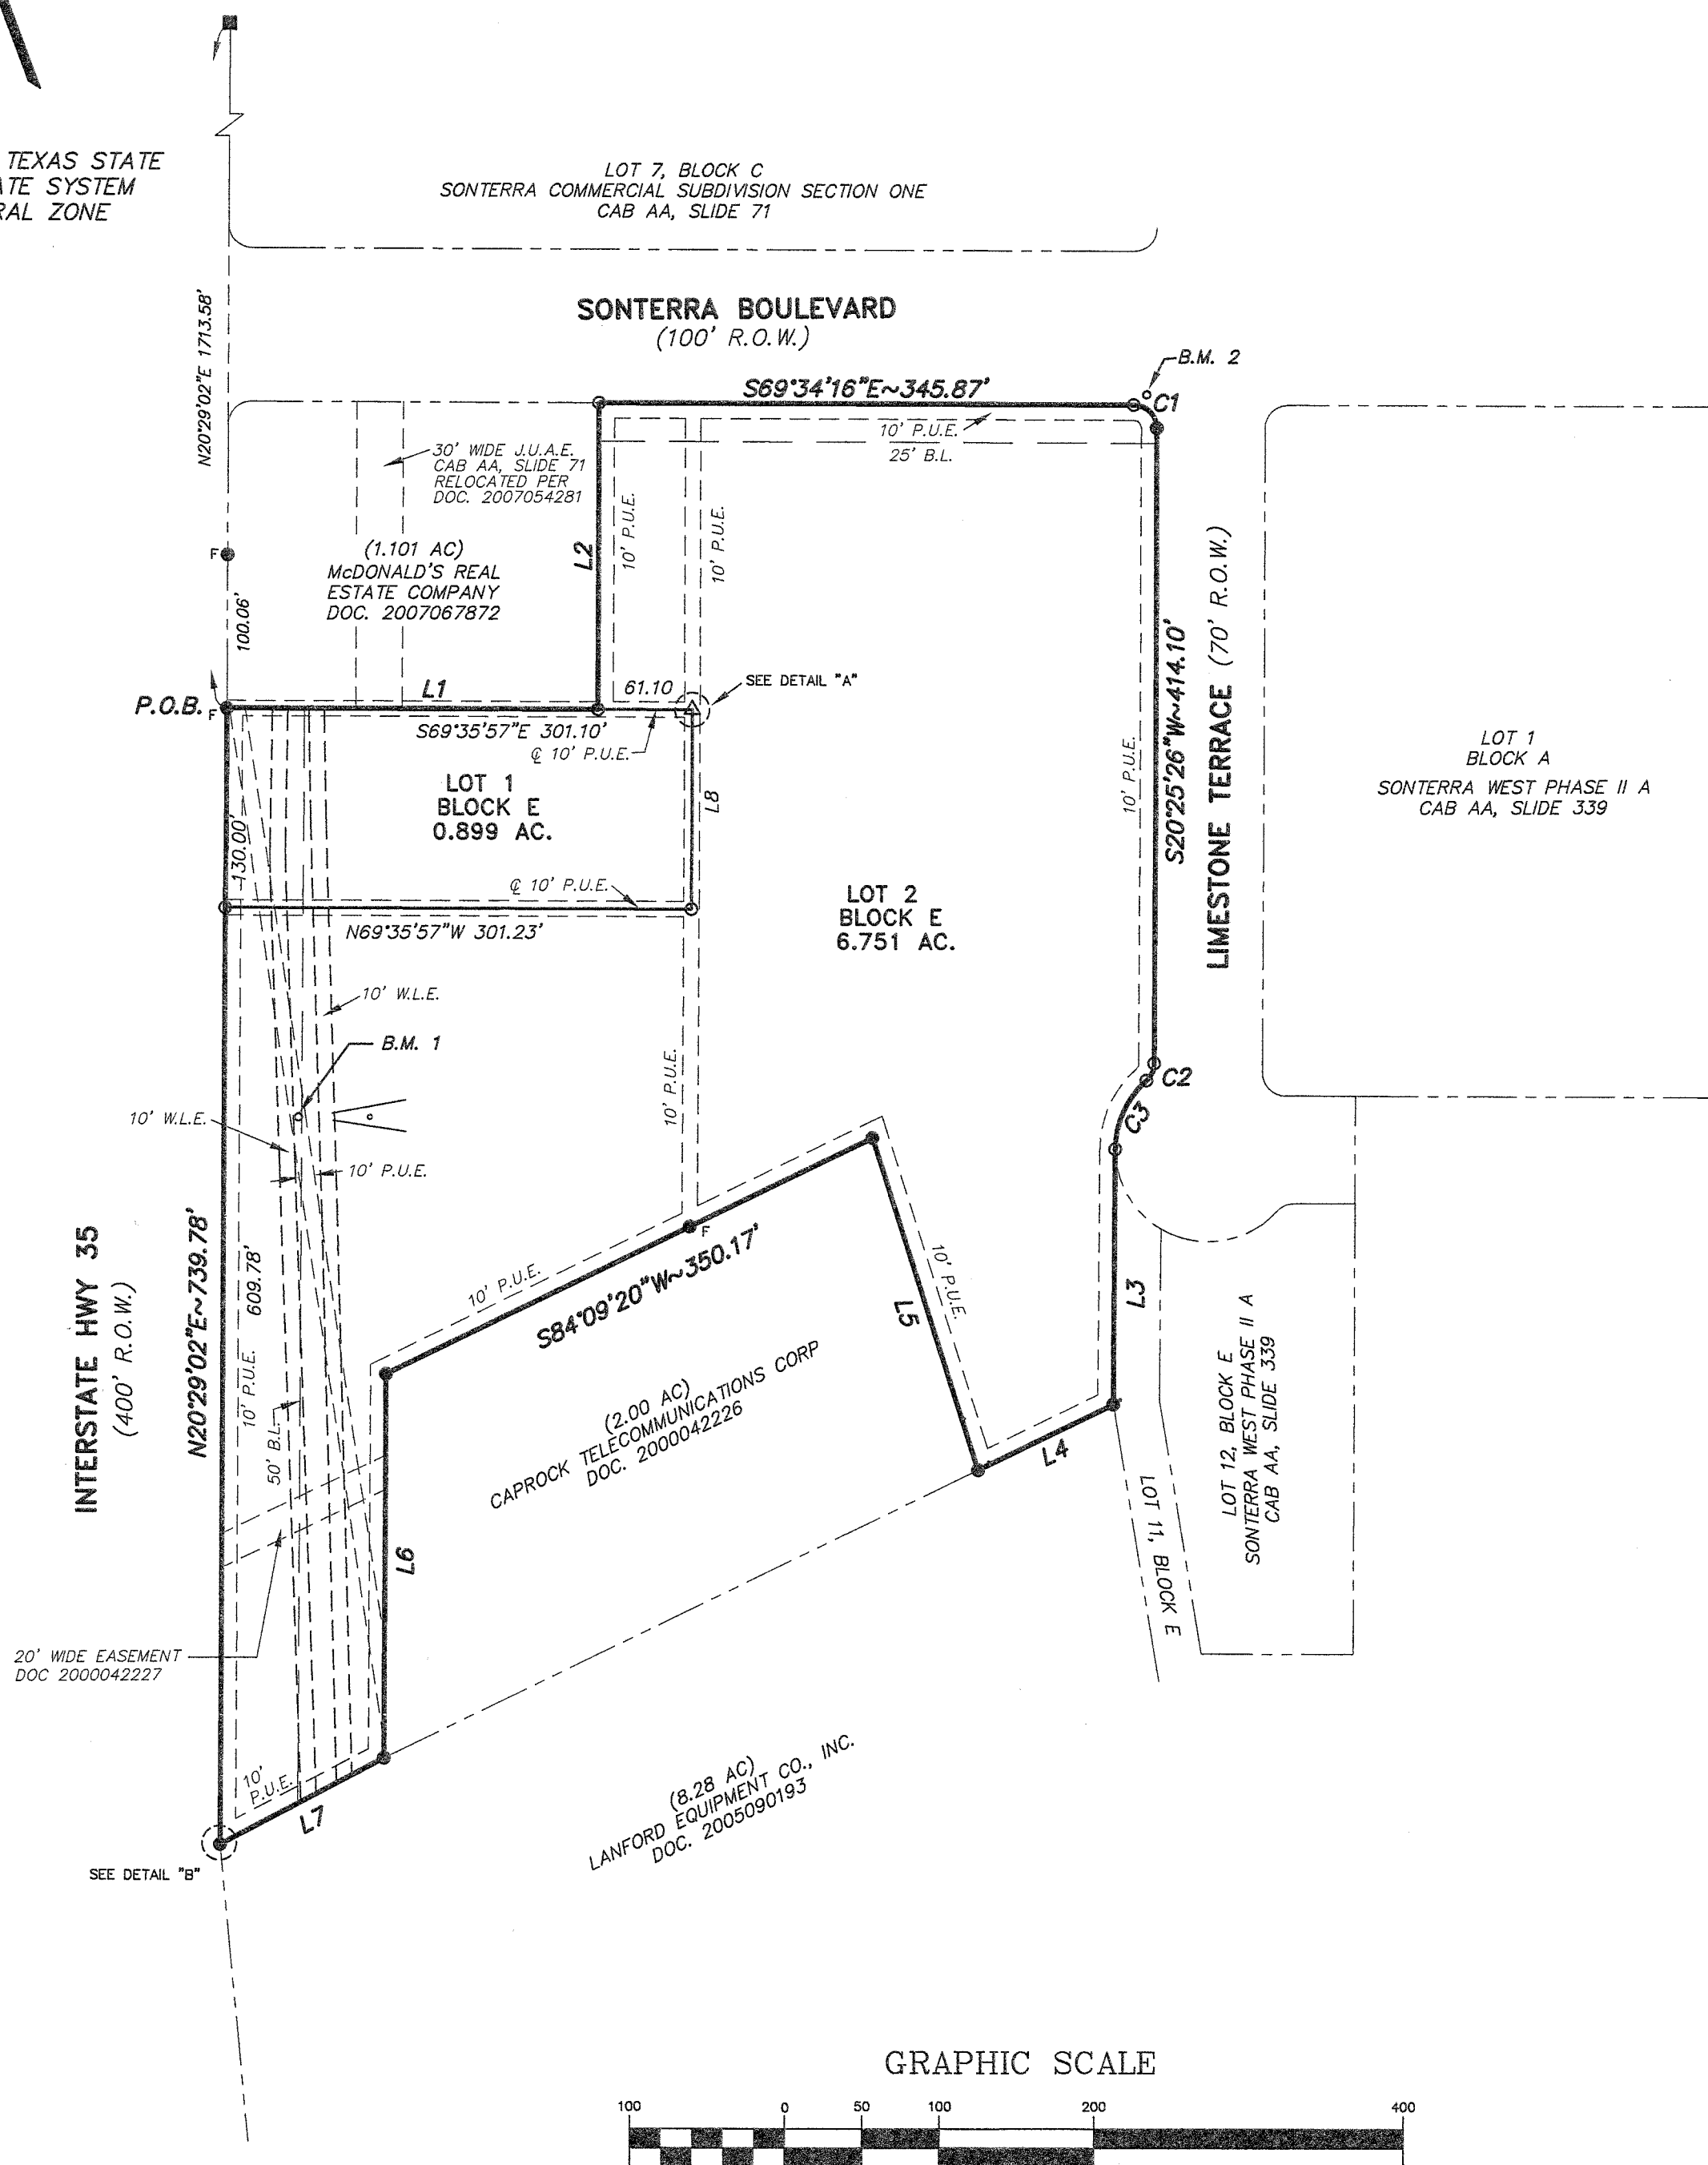 TEXAS STATE
ATE SYSTEM
RAL ZONE
LOT 7, BLOCK C
SONTERRA COMMERCIAL SUBDIVISION SECTION ONE
CAB AA, SLIDE 71
N20°29'02"E 1713.58'
SONTERRA BOULEVARD
(100' R.O.W.)
B.M. 2
S69°34'16"E~345.87'
C1
10' P.U.E.
25' B.L.
30' WIDE J.U.A.E.
CAB AA, SLIDE 71
RELOCATED PER
DOC. 2007054281
L2
10' P.U.E.
10' P.U.E.
F
(1.101 AC)
McDONALD'S REAL
ESTATE COMPANY
DOC. 2007067872
100.06'
LIMESTONE TERRACE (70' R.O.W.)
S20°25'26"W~414.10'
10' P.U.E.
P.O.B.
F
L1
61.10
SEE DETAIL "A"
S69°35'57"E 301.10'
℄ 10' P.U.E.
LOT 1
BLOCK A
SONTERRA WEST PHASE II A
CAB AA, SLIDE 339
LOT 1
BLOCK E
0.899 AC.
L8
130.00'
℄ 10' P.U.E.
N69°35'57"W 301.23'
LOT 2
BLOCK E
6.751 AC.
10' W.L.E.
B.M. 1
10' P.U.E.
C2
C3
10' W.L.E.
10' P.U.E.
INTERSTATE HWY 35
(400' R.O.W.)
N20°29'02"E~739.78'
10' P.U.E. 609.78'
50' B.L.
F
10' P.U.E.
S84°09'20"W~350.17'
10' P.U.E.
L5
L3
(2.00 AC)
CAPROCK TELECOMMUNICATIONS CORP
DOC. 2000042226
L4
LOT 12, BLOCK E
SONTERRA WEST PHASE II A
CAB AA, SLIDE 339
LOT 11, BLOCK E
L6
20' WIDE EASEMENT
DOC 2000042227
10'
P.U.E.
L7
(8.28 AC)
LANFORD EQUIPMENT CO., INC.
DOC. 2005090193
SEE DETAIL "B"
GRAPHIC SCALE
100 0 50 100 200 400